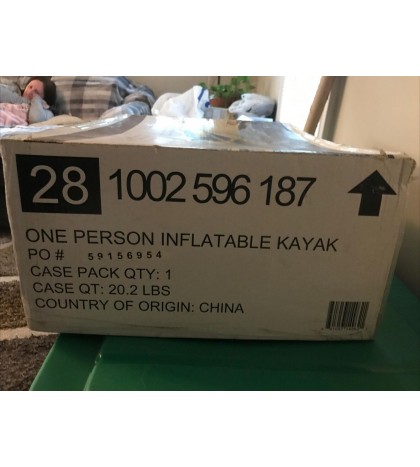 28 1002 596 187
ONE PERSON INFLATABLE KAYAK
PO # 59156954
CASE PACK QTY: 1
CASE QT: 20.2 LBS
COUNTRY OF ORIGIN: CHINA